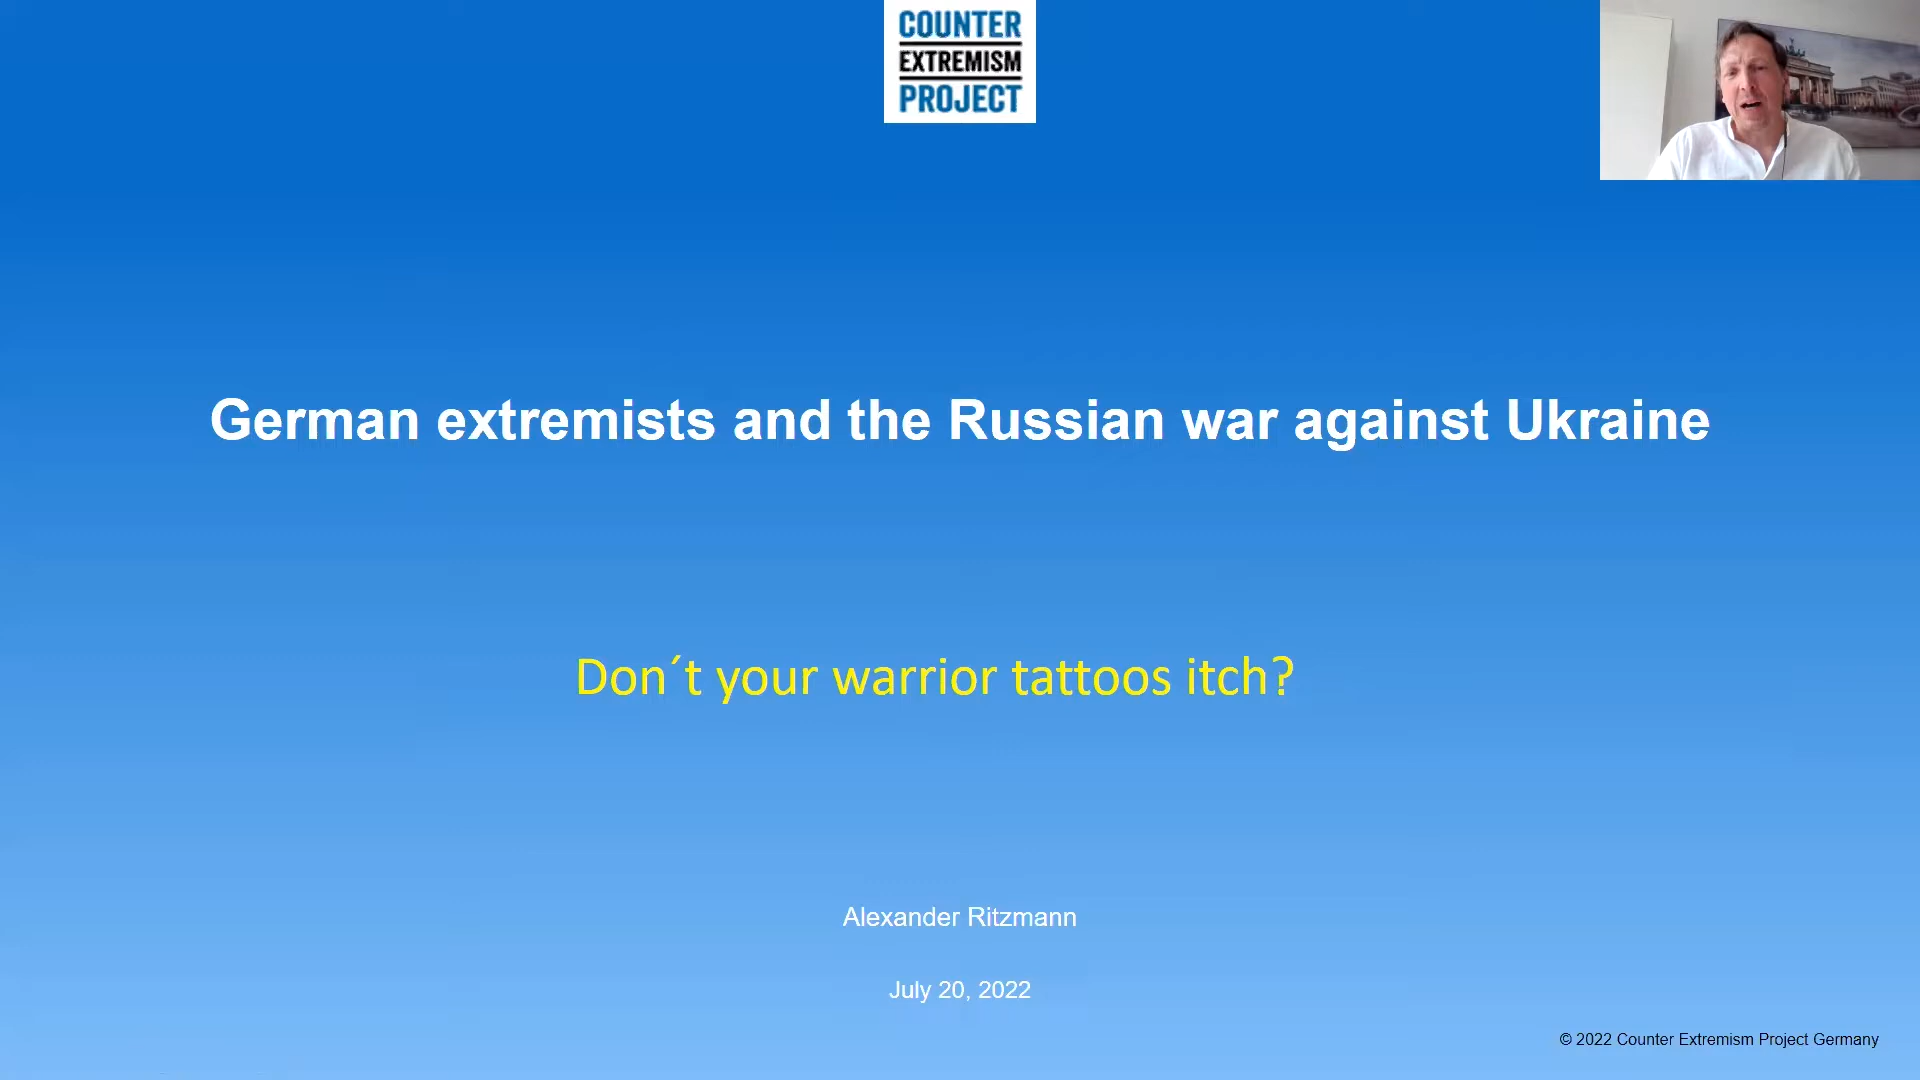 COUNTER
EXTREMISM
PROJECT
German extremists and the Russian war against Ukraine
Don´t your warrior tattoos itch?
Alexander Ritzmann
July 20, 2022
© 2022 Counter Extremism Project Germany